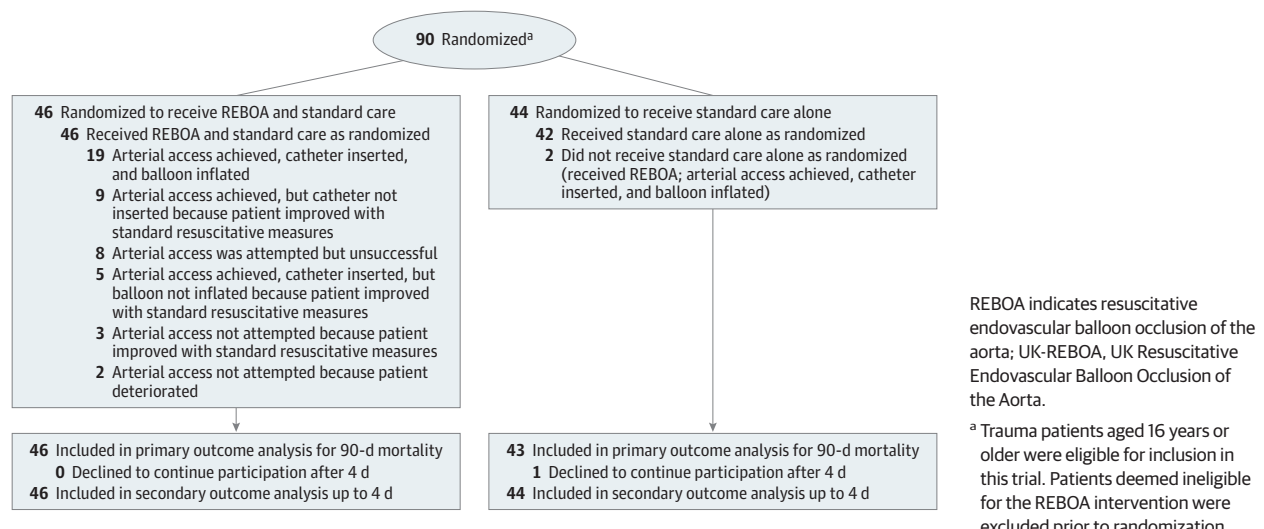 90 Randomizedᵃ
46 Randomized to receive REBOA and standard care
46 Received REBOA and standard care as randomized
19 Arterial access achieved, catheter inserted,
and balloon inflated
9 Arterial access achieved, but catheter not
inserted because patient improved with
standard resuscitative measures
8 Arterial access was attempted but unsuccessful
5 Arterial access achieved, catheter inserted, but
balloon not inflated because patient improved
with standard resuscitative measures
3 Arterial access not attempted because patient
improved with standard resuscitative measures
2 Arterial access not attempted because patient
deteriorated
44 Randomized to receive standard care alone
42 Received standard care alone as randomized
2 Did not receive standard care alone as randomized
(received REBOA; arterial access achieved, catheter
inserted, and balloon inflated)
46 Included in primary outcome analysis for 90-d mortality
0 Declined to continue participation after 4 d
46 Included in secondary outcome analysis up to 4 d
43 Included in primary outcome analysis for 90-d mortality
1 Declined to continue participation after 4 d
44 Included in secondary outcome analysis up to 4 d
REBOA indicates resuscitative
endovascular balloon occlusion of the
aorta; UK-REBOA, UK Resuscitative
Endovascular Balloon Occlusion of
the Aorta.
ᵃ Trauma patients aged 16 years or
older were eligible for inclusion in
this trial. Patients deemed ineligible
for the REBOA intervention were
excluded prior to randomization